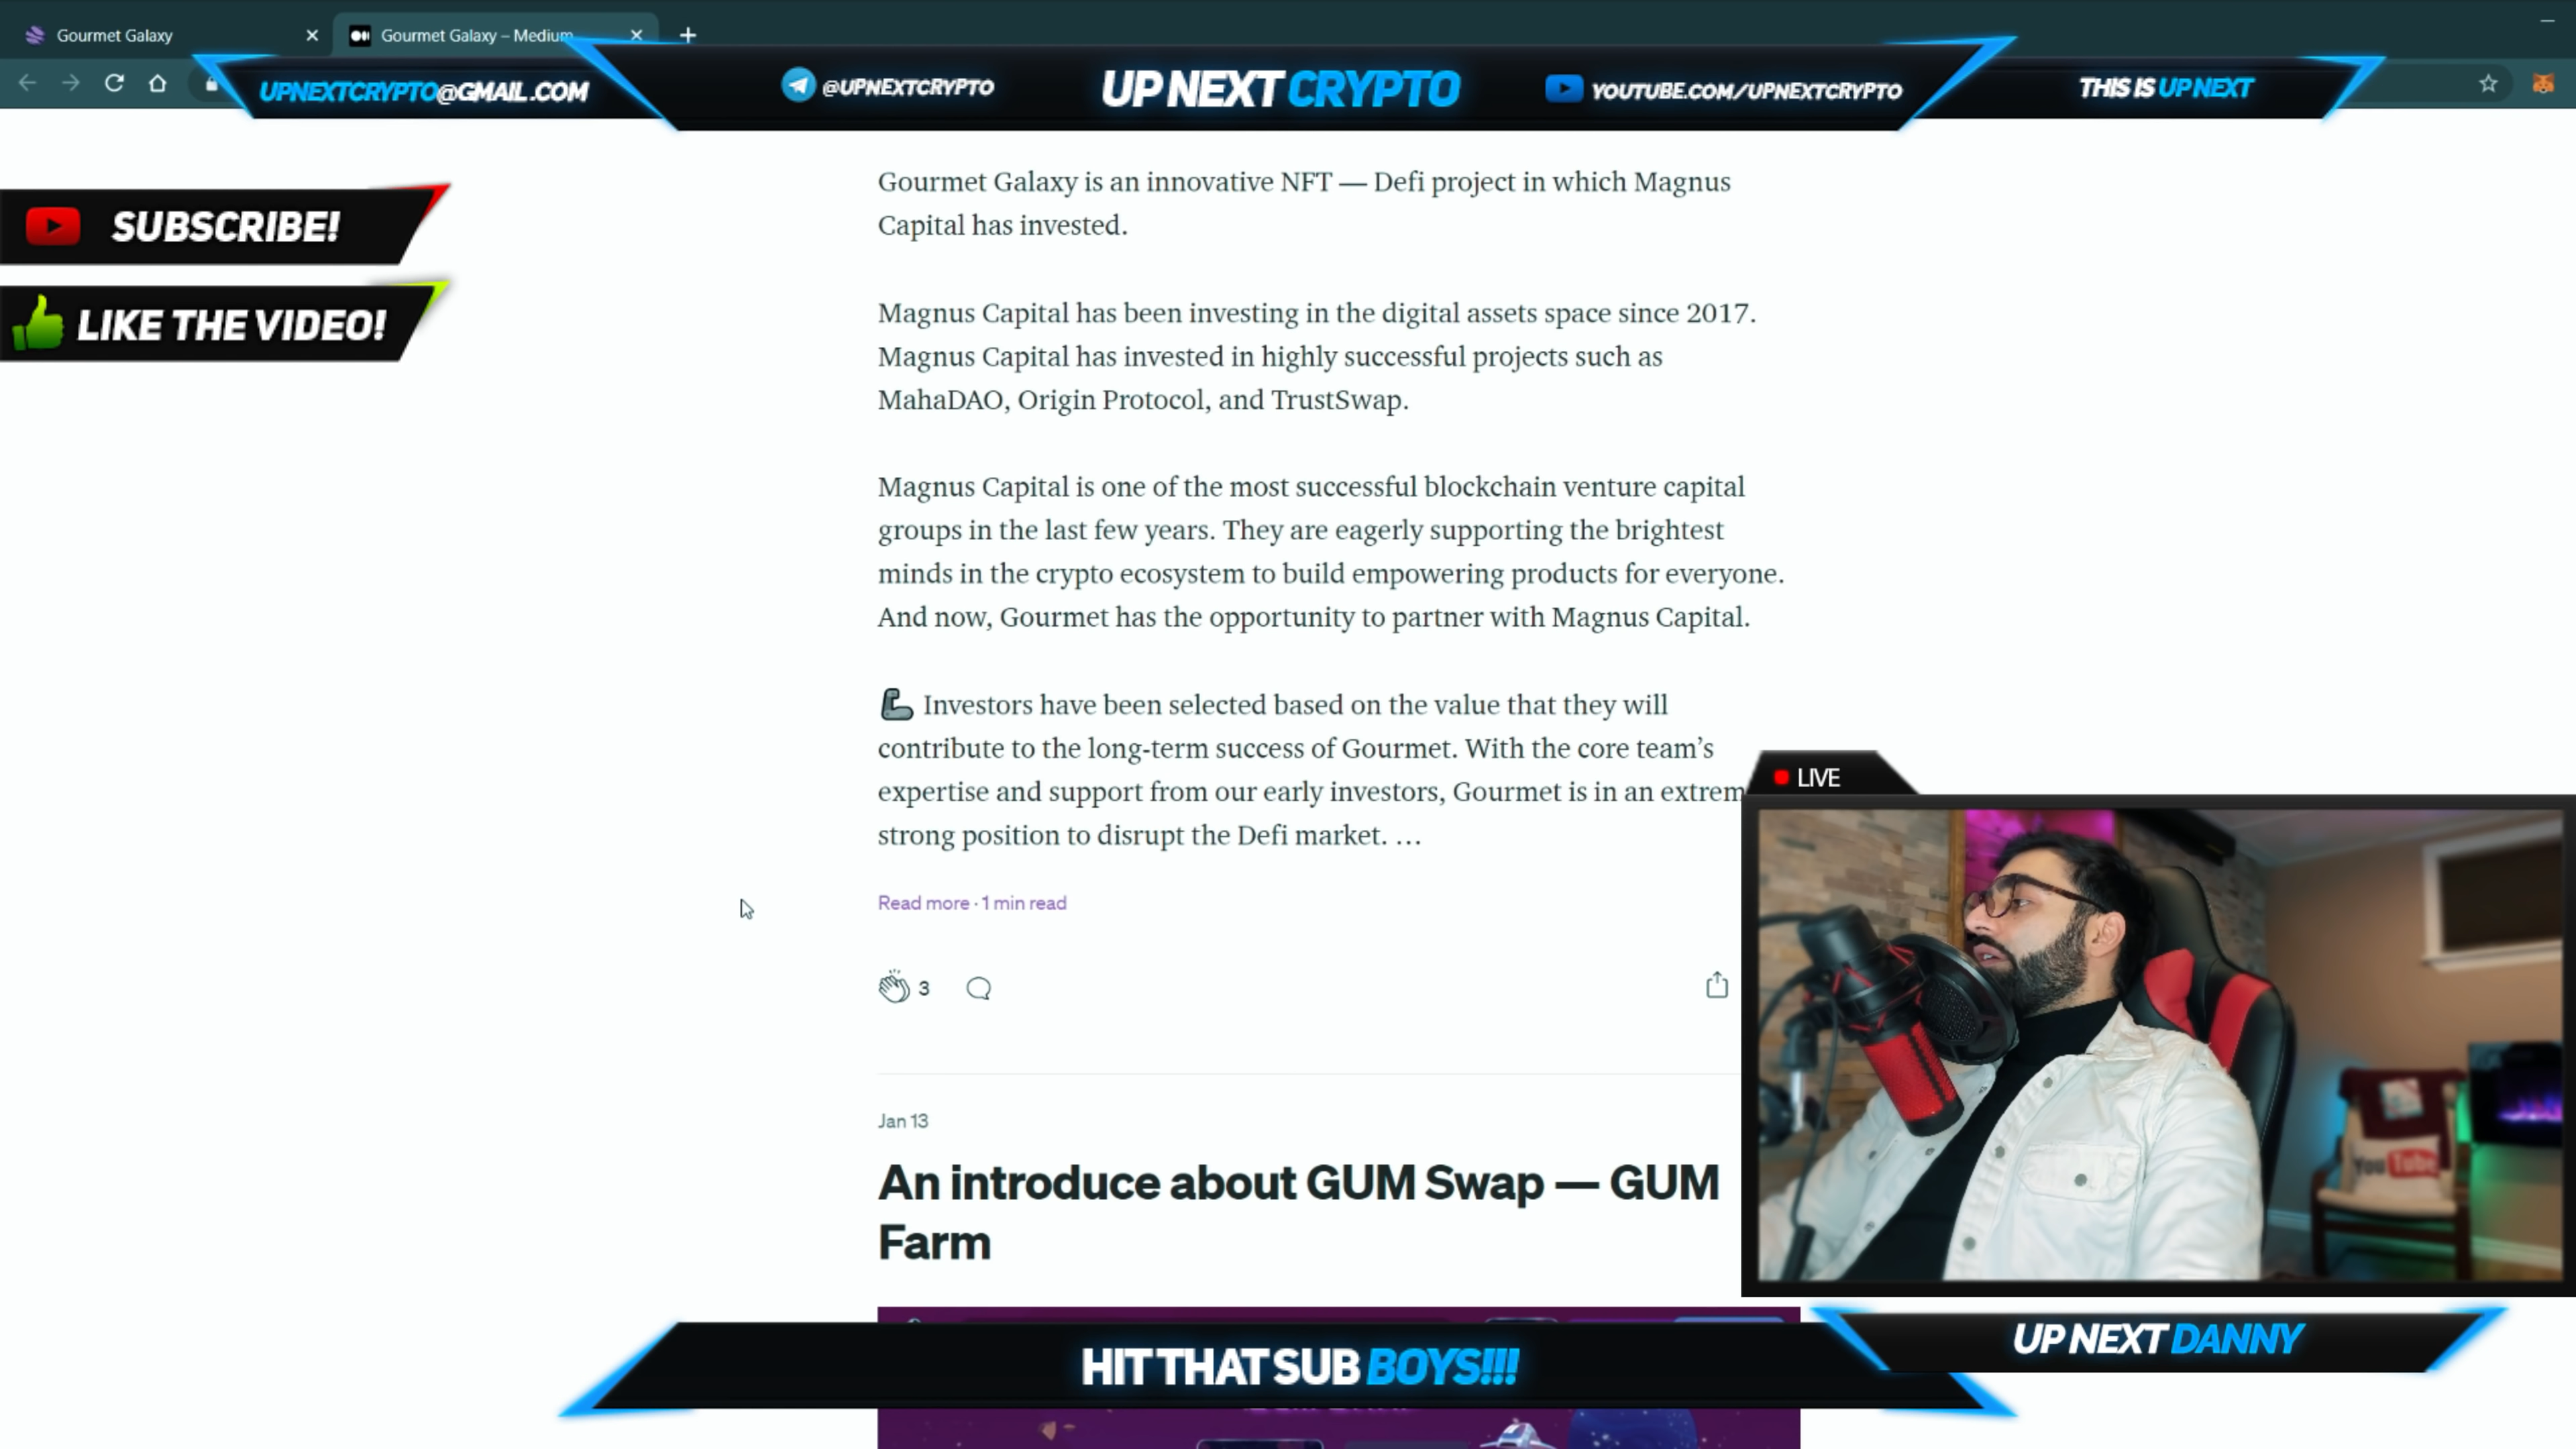 Gourmet Galaxy
Gourmet Galaxy – Medium
UPNEXTCRYPTO@GMAIL.COM
@UPNEXTCRYPTO
UP NEXT CRYPTO
YOUTUBE.COM/UPNEXTCRYPTO
THIS IS UP NEXT
SUBSCRIBE!
LIKE THE VIDEO!
Gourmet Galaxy is an innovative NFT — Defi project in which Magnus
Capital has invested.
Magnus Capital has been investing in the digital assets space since 2017.
Magnus Capital has invested in highly successful projects such as
MahaDAO, Origin Protocol, and TrustSwap.
Magnus Capital is one of the most successful blockchain venture capital
groups in the last few years. They are eagerly supporting the brightest
minds in the crypto ecosystem to build empowering products for everyone.
And now, Gourmet has the opportunity to partner with Magnus Capital.
Investors have been selected based on the value that they will
contribute to the long-term success of Gourmet. With the core team's
expertise and support from our early investors, Gourmet is in an extrem
strong position to disrupt the Defi market. …
Read more · 1 min read
3
LIVE
Jan 13
An introduce about GUM Swap — GUM
Farm
You Tube
UP NEXT DANNY
HIT THAT SUB BOYS!!!